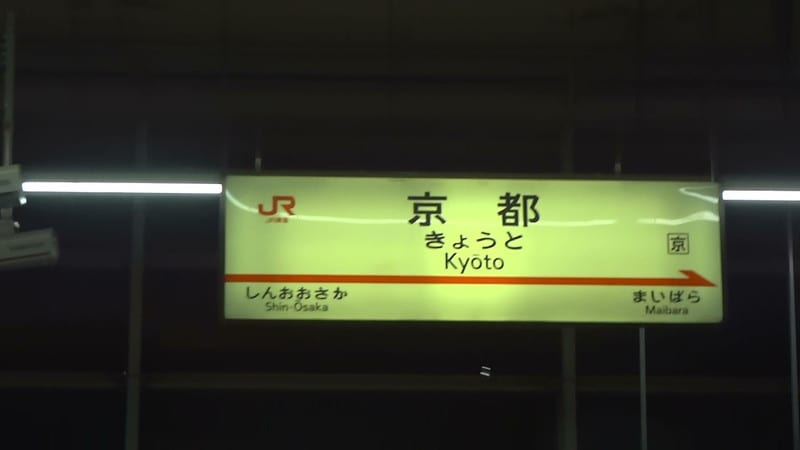 JR
京都
きょうと
京
Kyōto
しんおおさか
まいばら
Shin-Ōsaka
Maibara